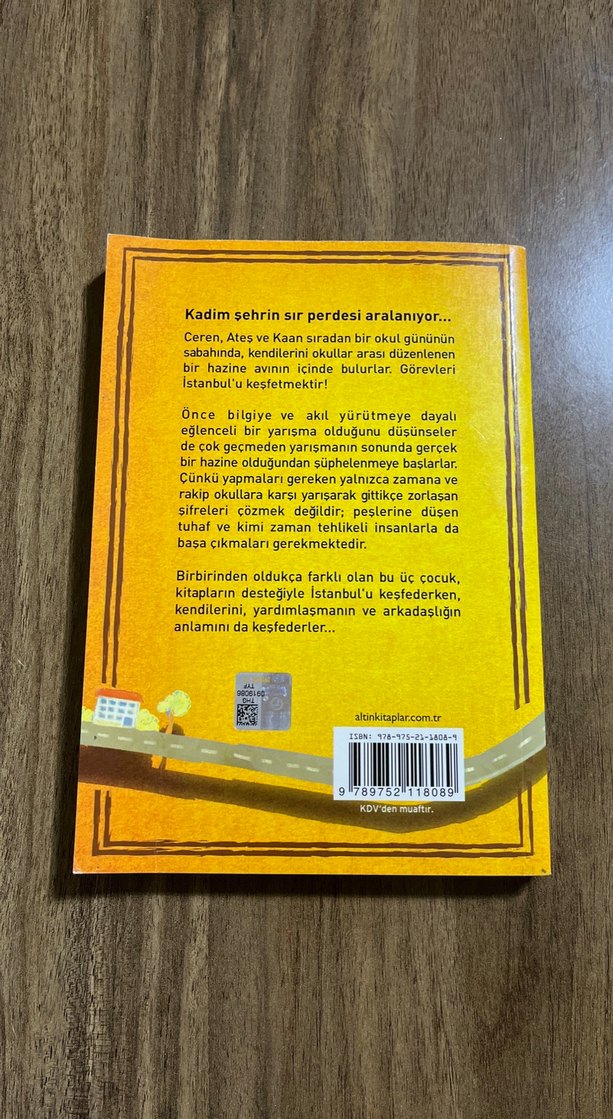 Kadim şehrin sır perdesi aralanıyor...
Ceren, Ateş ve Kaan sıradan bir okul gününün
sabahında, kendilerini okullar arası düzenlenen
bir hazine avının içinde bulurlar. Görevleri
İstanbul'u keşfetmektir!
Önce bilgiye ve akıl yürütmeye dayalı
eğlenceli bir yarışma olduğunu düşünseler
de çok geçmeden yarışmanın sonunda gerçek
bir hazine olduğundan şüphelenmeye başlarlar.
Çünkü yapmaları gereken yalnızca zamana ve
rakip okullara karşı yarışarak gittikçe zorlaşan
şifreleri çözmek değildir; peşlerine düşen
tuhaf ve kimi zaman tehlikeli insanlarla da
başa çıkmaları gerekmektedir.
Birbirinden oldukça farklı olan bu üç çocuk,
kitapların desteğiyle İstanbul'u keşfederken,
kendilerini, yardımlaşmanın ve arkadaşlığın
anlamını da keşfederler...
THG
0919086
TYF
altinkitaplar.com.tr
ISBN: 978-975-21-1808-9
9 789752 118089
KDV'den muaftır.